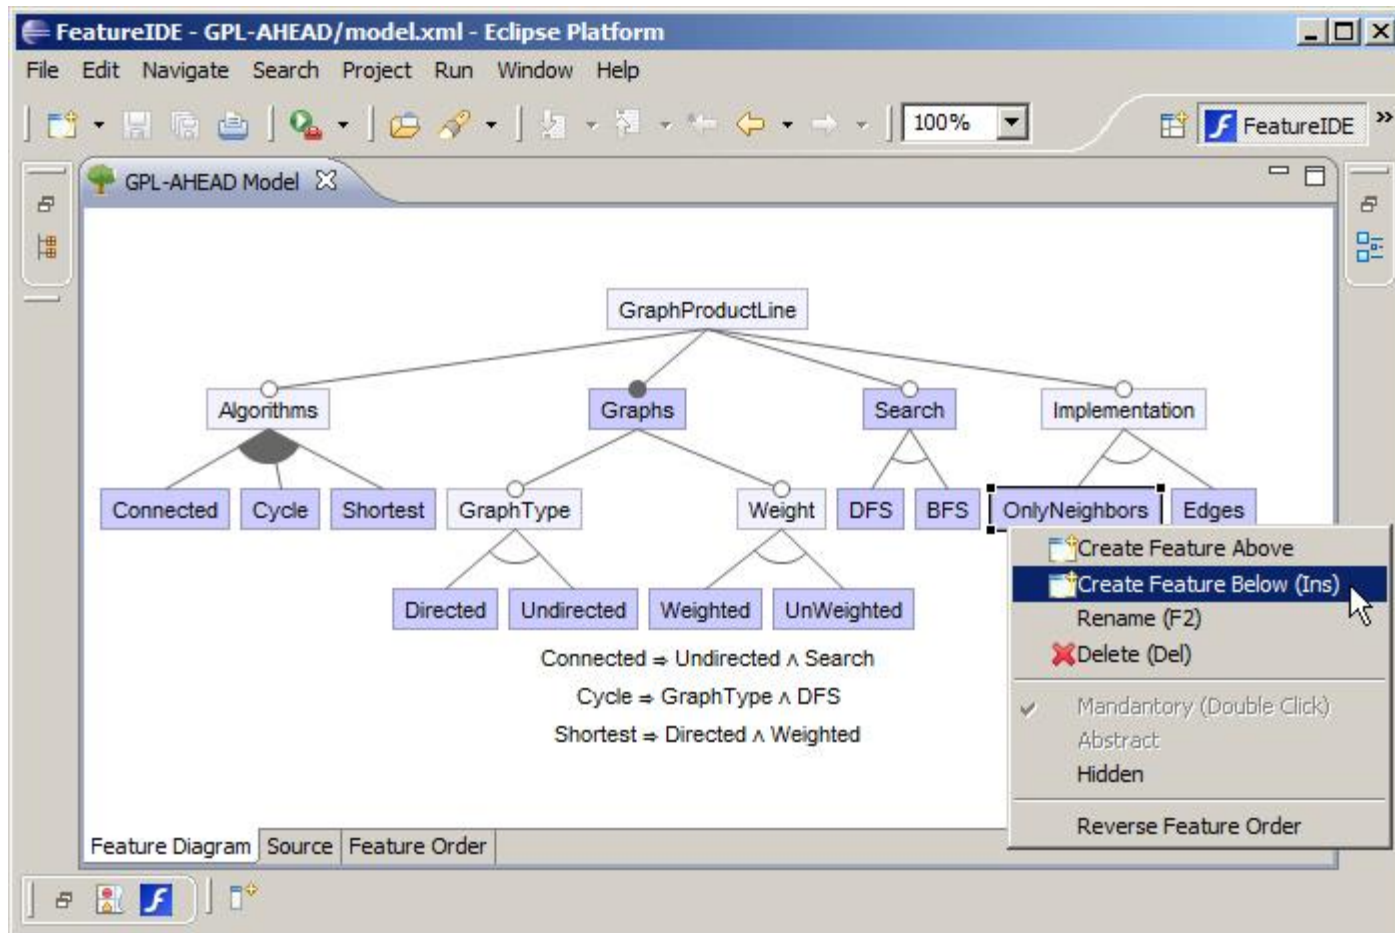 FeatureIDE - GPL-AHEAD/model.xml - Eclipse Platform
File Edit Navigate Search Project Run Window Help
100% FeatureIDE »
GPL-AHEAD Model
GraphProductLine
Algorithms Graphs Search Implementation
Connected Cycle Shortest GraphType Weight DFS BFS OnlyNeighbors Edges
Directed Undirected Weighted UnWeighted
Connected ⇒ Undirected ∧ Search
Cycle ⇒ GraphType ∧ DFS
Shortest ⇒ Directed ∧ Weighted
Create Feature Above
Create Feature Below (Ins)
Rename (F2)
Delete (Del)
Mandantory (Double Click)
Abstract
Hidden
Reverse Feature Order
Feature Diagram Source Feature Order